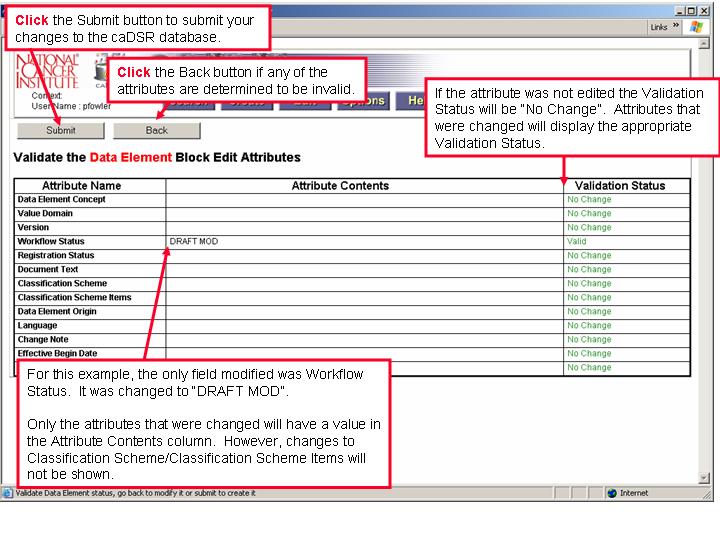 Click the Submit button to submit your
changes to the caDSR database.
Links »
NATIONAL
CANCER
INSTITUTE
Click the Back button if any of the
attributes are determined to be invalid.
If the attribute was not edited the Validation
Status will be "No Change". Attributes that
were changed will display the appropriate
Validation Status.
Context:
User Name : pfowler
Submit Back
Validate the Data Element Block Edit Attributes
Attribute Name Attribute Contents Validation Status
Data Element Concept No Change
Value Domain No Change
Version No Change
Workflow Status DRAFT MOD Valid
Registration Status No Change
Document Text No Change
Classification Scheme No Change
Classification Scheme Items No Change
Data Element Origin No Change
Language No Change
Change Note No Change
Effective Begin Date No Change
No Change
For this example, the only field modified was Workflow
Status. It was changed to "DRAFT MOD".
Only the attributes that were changed will have a value in
the Attribute Contents column. However, changes to
Classification Scheme/Classification Scheme Items will
not be shown.
Validate Data Element status, go back to modify it or submit to create it Internet